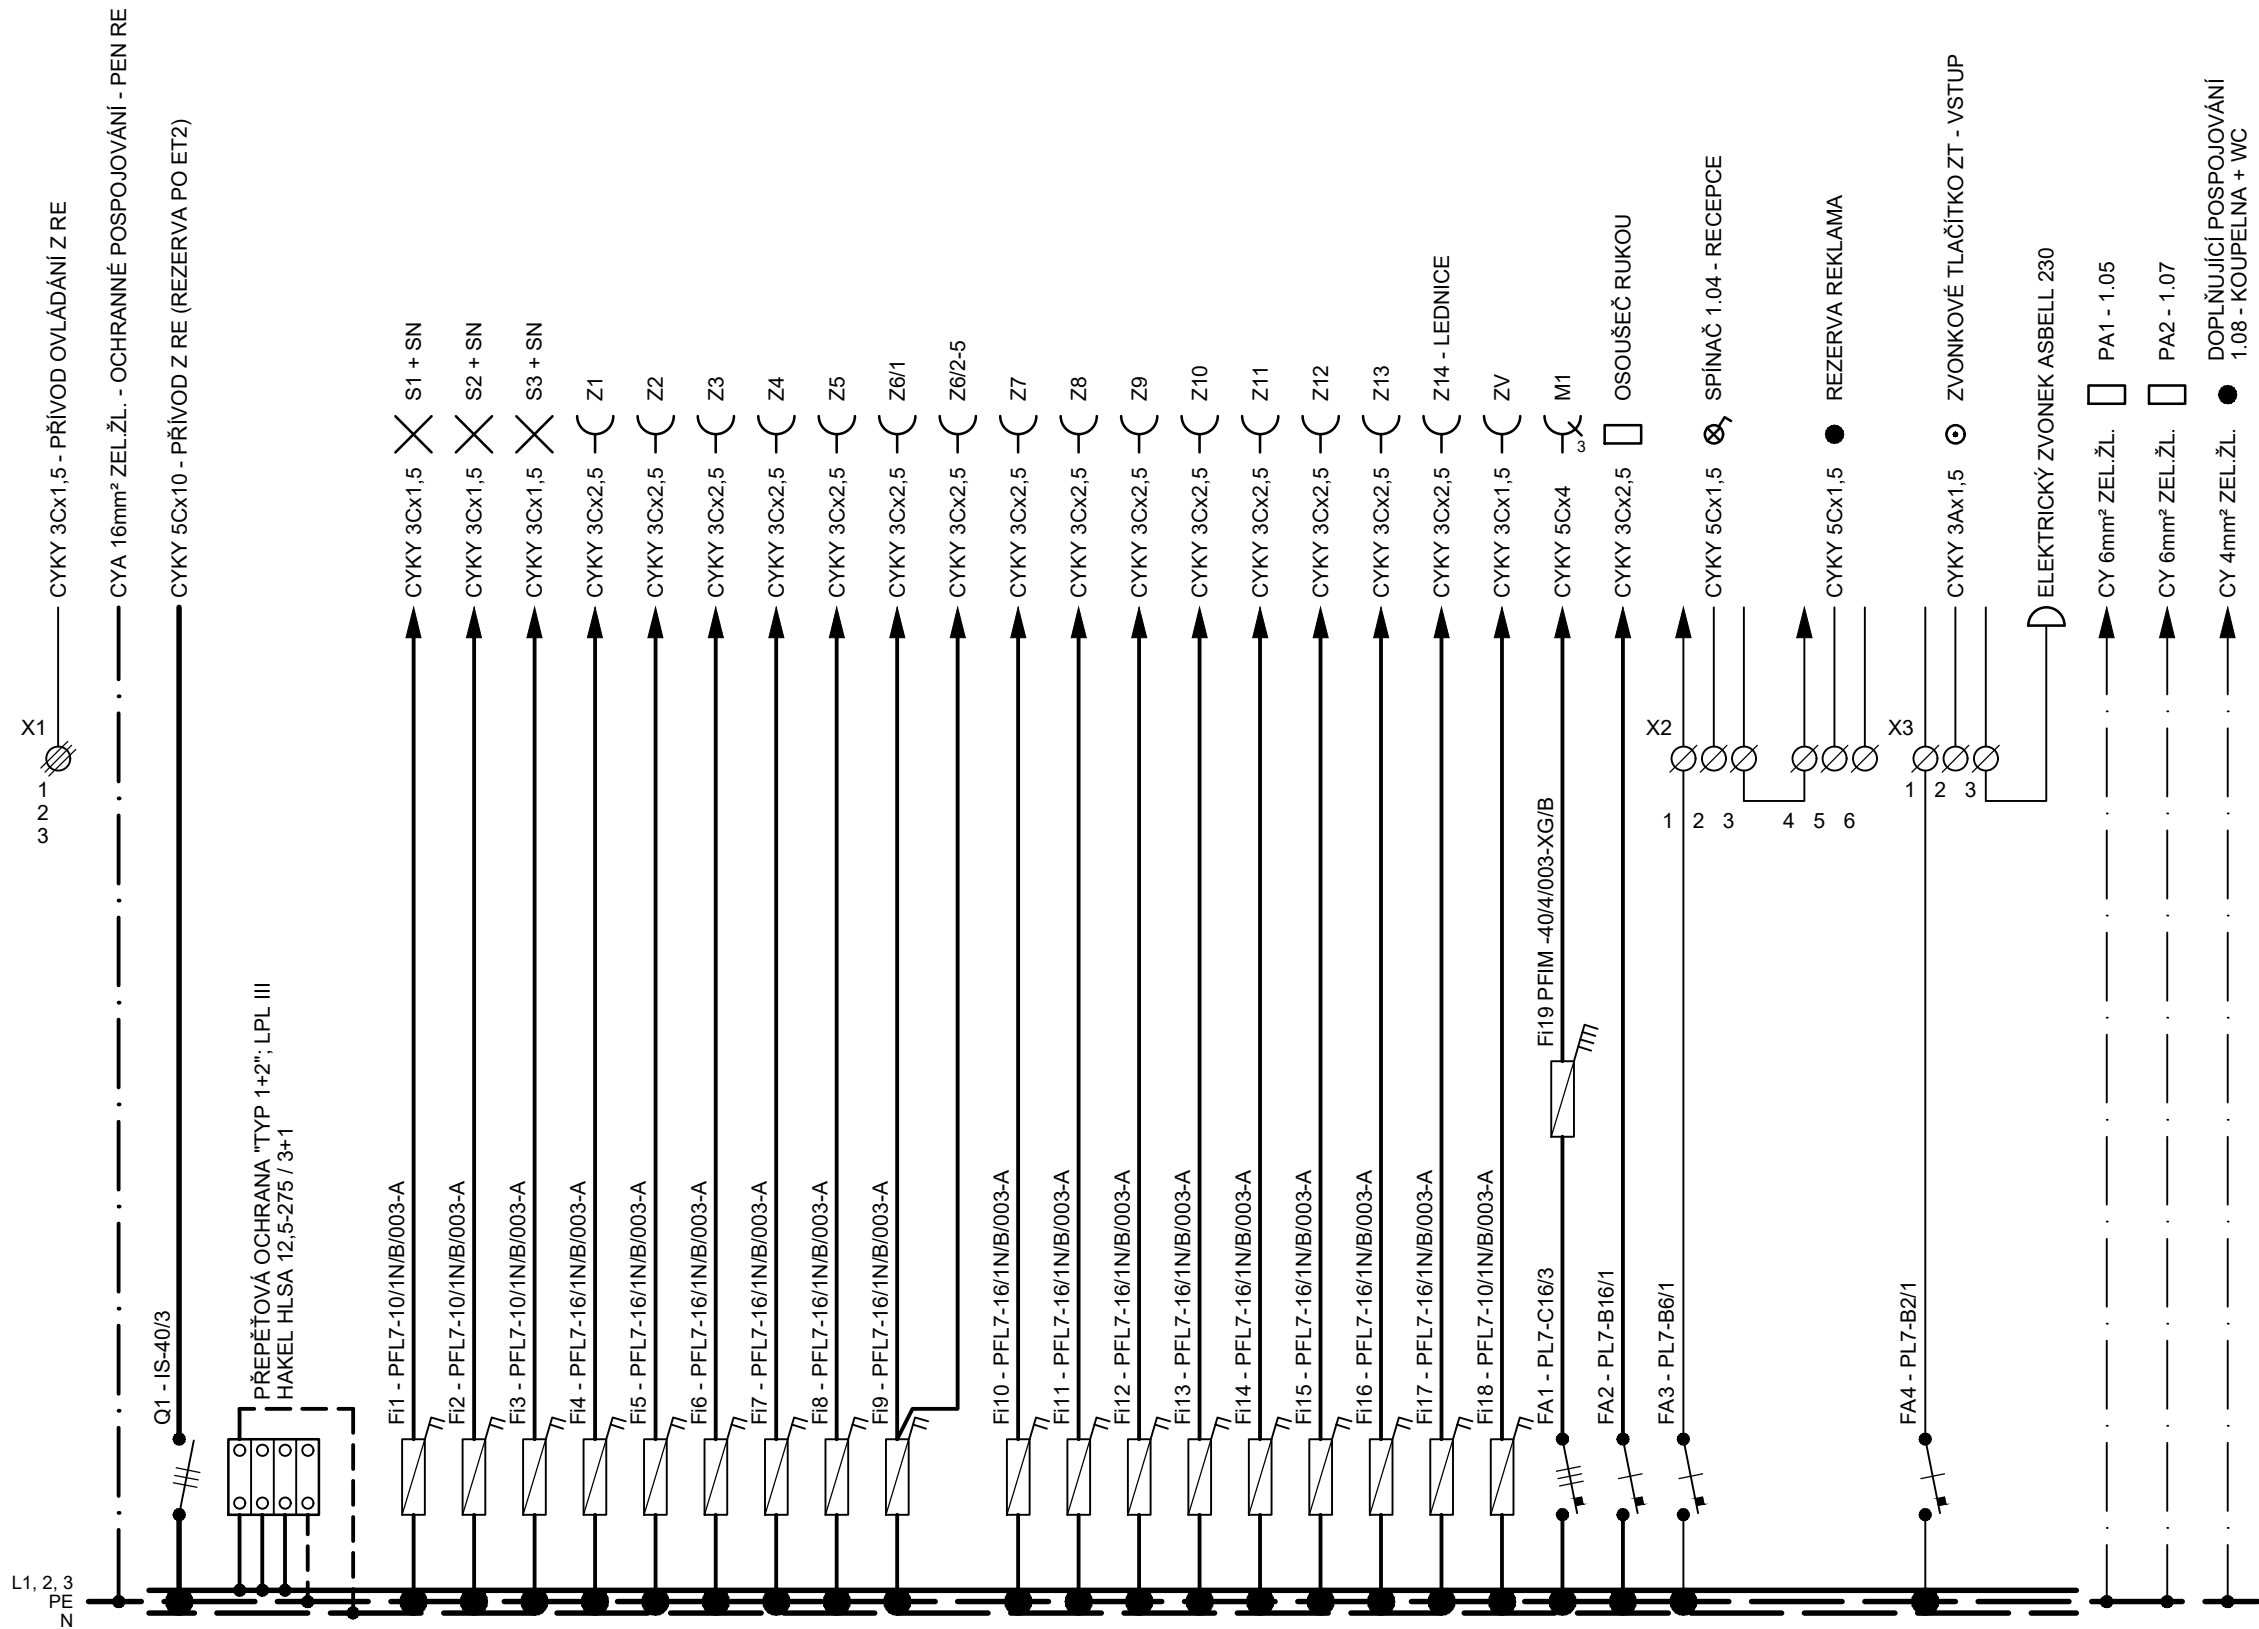 CYKY 3Cx1,5 - PŘÍVOD OVLÁDÁNÍ Z RE
CYA 16mm² ZEL.ŽL. - OCHRANNÉ POSPOJOVÁNÍ - PEN RE
CYKY 5Cx10 - PŘÍVOD Z RE (REZERVA PO ET2)
CYKY 3Cx1,5 S1 + SN
CYKY 3Cx1,5 S2 + SN
CYKY 3Cx1,5 S3 + SN
CYKY 3Cx2,5 Z1
CYKY 3Cx2,5 Z2
CYKY 3Cx2,5 Z3
CYKY 3Cx2,5 Z4
CYKY 3Cx2,5 Z5
CYKY 3Cx2,5 Z6/1
CYKY 3Cx2,5 Z6/2-5
CYKY 3Cx2,5 Z7
CYKY 3Cx2,5 Z8
CYKY 3Cx2,5 Z9
CYKY 3Cx2,5 Z10
CYKY 3Cx2,5 Z11
CYKY 3Cx2,5 Z12
CYKY 3Cx2,5 Z13
CYKY 3Cx2,5 Z14 - LEDNICE
CYKY 3Cx1,5 ZV
CYKY 5Cx4 M1
3
CYKY 3Cx2,5 OSOUŠEČ RUKOU
CYKY 5Cx1,5 SPÍNAČ 1.04 - RECEPCE
CYKY 5Cx1,5 REZERVA REKLAMA
CYKY 3Ax1,5 ZVONKOVÉ TLAČÍTKO ZT - VSTUP
ELEKTRICKÝ ZVONEK ASBELL 230
CY 6mm² ZEL.ŽL. PA1 - 1.05
CY 6mm² ZEL.ŽL. PA2 - 1.07
CY 4mm² ZEL.ŽL. DOPLŇUJÍCÍ POSPOJOVÁNÍ
1.08 - KOUPELNA + WC
X1
1
2
3
X2
1 2 3 4 5 6
X3
1 2 3
Q1 - IS-40/3
PŘEPĚŤOVÁ OCHRANA "TYP 1+2"; LPL III
HAKEL HLSA 12,5-275 / 3+1
Fi1 - PFL7-10/1N/B/003-A
Fi2 - PFL7-10/1N/B/003-A
Fi3 - PFL7-10/1N/B/003-A
Fi4 - PFL7-16/1N/B/003-A
Fi5 - PFL7-16/1N/B/003-A
Fi6 - PFL7-16/1N/B/003-A
Fi7 - PFL7-16/1N/B/003-A
Fi8 - PFL7-16/1N/B/003-A
Fi9 - PFL7-16/1N/B/003-A
Fi10 - PFL7-16/1N/B/003-A
Fi11 - PFL7-16/1N/B/003-A
Fi12 - PFL7-16/1N/B/003-A
Fi13 - PFL7-16/1N/B/003-A
Fi14 - PFL7-16/1N/B/003-A
Fi15 - PFL7-16/1N/B/003-A
Fi16 - PFL7-16/1N/B/003-A
Fi17 - PFL7-16/1N/B/003-A
Fi18 - PFL7-10/1N/B/003-A
Fi19 PFIM -40/4/003-XG/B
FA1 - PL7-C16/3
FA2 - PL7-B16/1
FA3 - PL7-B6/1
FA4 - PL7-B2/1
L1, 2, 3
PE
N